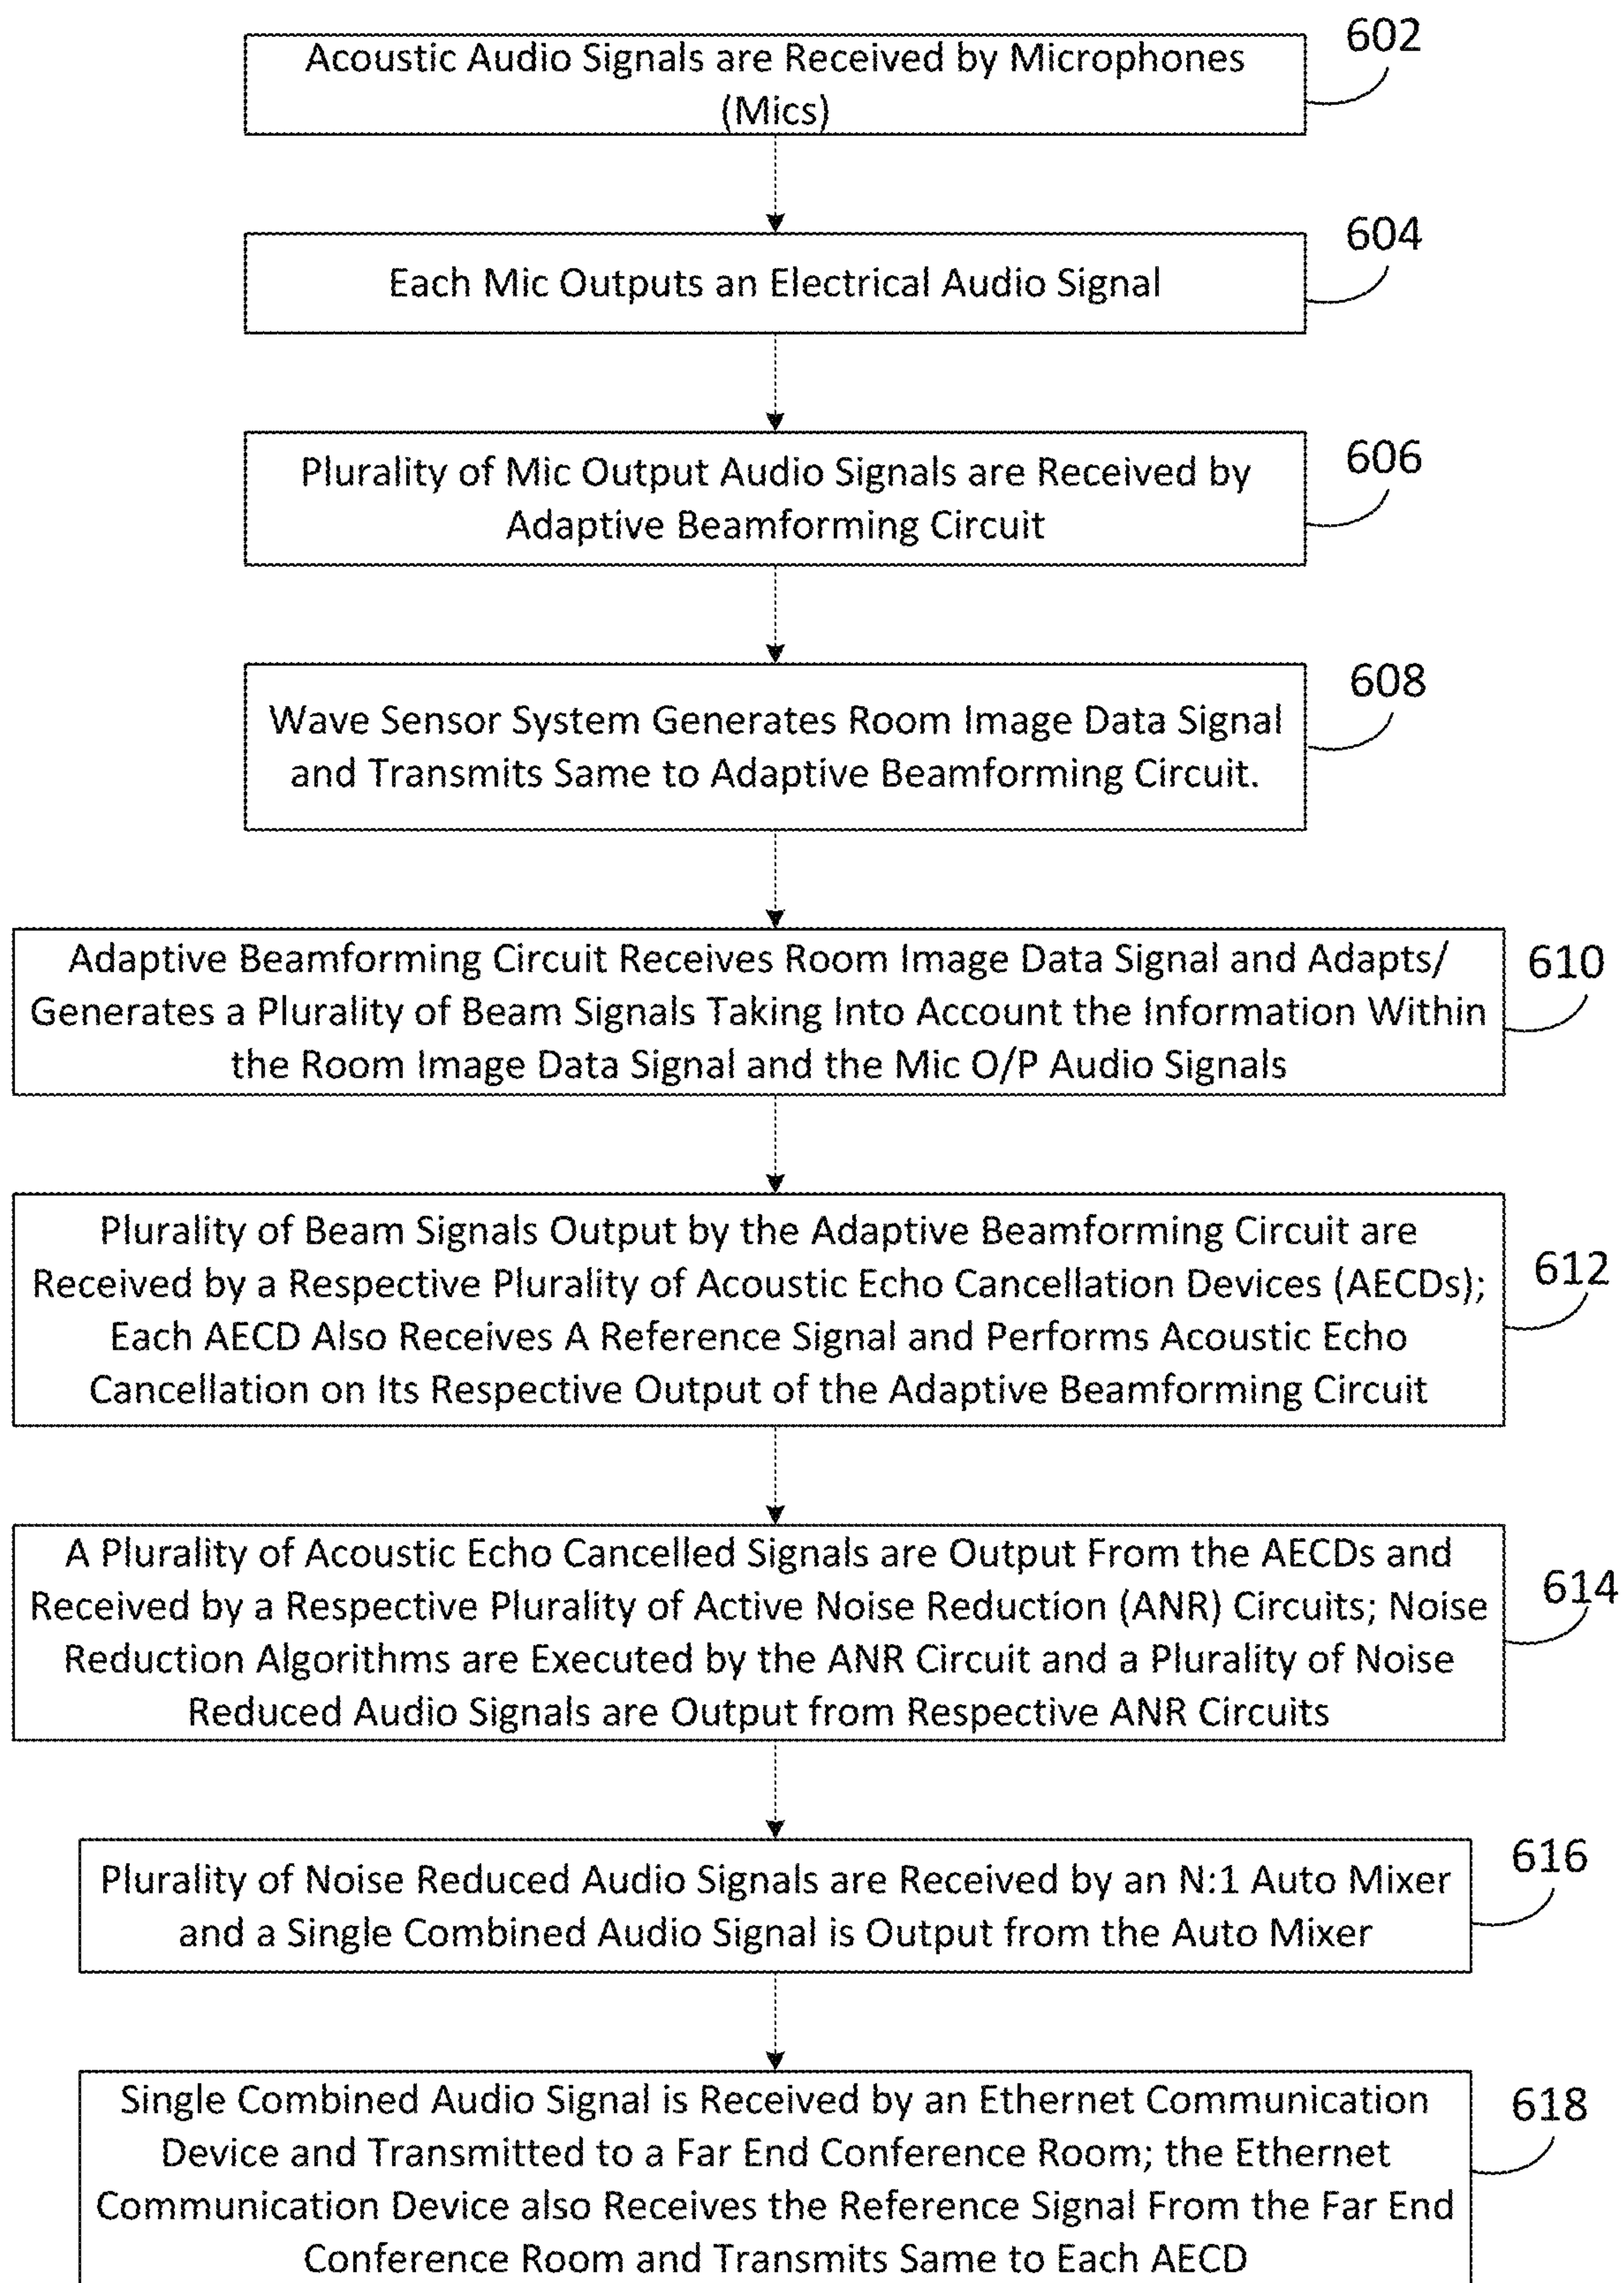 602
Acoustic Audio Signals are Received by Microphones
(Mics)
604
Each Mic Outputs an Electrical Audio Signal
606
Plurality of Mic Output Audio Signals are Received by
Adaptive Beamforming Circuit
608
Wave Sensor System Generates Room Image Data Signal
and Transmits Same to Adaptive Beamforming Circuit.
610
Adaptive Beamforming Circuit Receives Room Image Data Signal and Adapts/
Generates a Plurality of Beam Signals Taking Into Account the Information Within
the Room Image Data Signal and the Mic O/P Audio Signals
612
Plurality of Beam Signals Output by the Adaptive Beamforming Circuit are
Received by a Respective Plurality of Acoustic Echo Cancellation Devices (AECDs);
Each AECD Also Receives A Reference Signal and Performs Acoustic Echo
Cancellation on Its Respective Output of the Adaptive Beamforming Circuit
614
A Plurality of Acoustic Echo Cancelled Signals are Output From the AECDs and
Received by a Respective Plurality of Active Noise Reduction (ANR) Circuits; Noise
Reduction Algorithms are Executed by the ANR Circuit and a Plurality of Noise
Reduced Audio Signals are Output from Respective ANR Circuits
616
Plurality of Noise Reduced Audio Signals are Received by an N:1 Auto Mixer
and a Single Combined Audio Signal is Output from the Auto Mixer
618
Single Combined Audio Signal is Received by an Ethernet Communication
Device and Transmitted to a Far End Conference Room; the Ethernet
Communication Device also Receives the Reference Signal From the Far End
Conference Room and Transmits Same to Each AECD